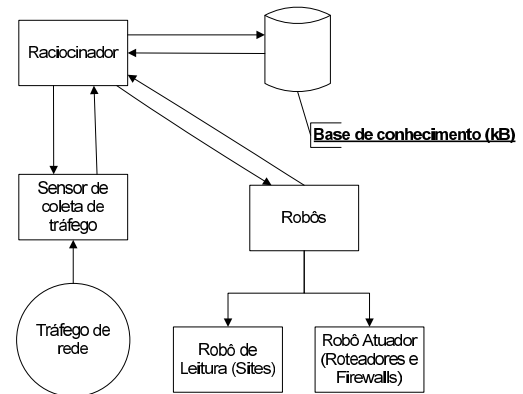 Raciocinador
Base de conhecimento (kB)
Sensor de
coleta de
tráfego
Robôs
Tráfego de
rede
Robô de
Leitura (Sites)
Robô Atuador
(Roteadores e
Firewalls)